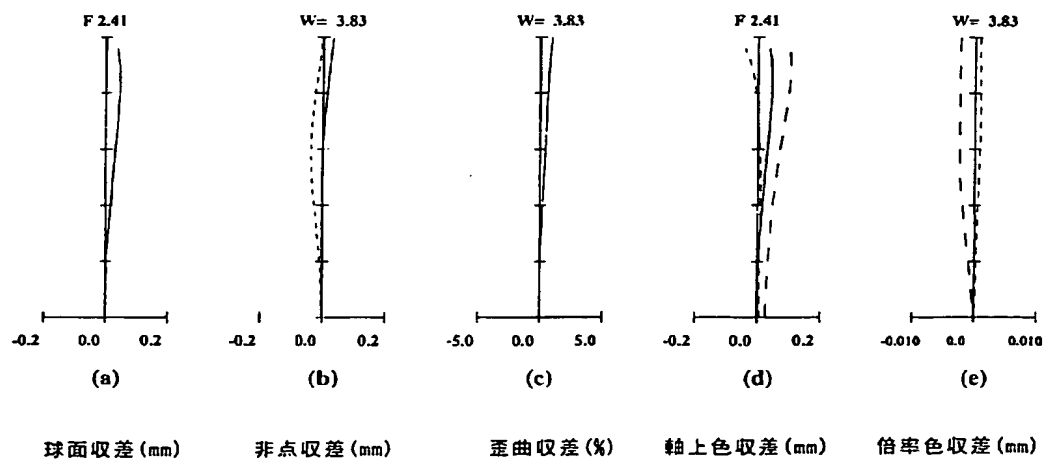 F 2.41 W= 3.83 W= 3.83 F 2.41 W= 3.83
-0.2 0.0 0.2 -0.2 0.0 0.2 -5.0 0.0 5.0 -0.2 0.0 0.2 -0.010 0.0 0.010
(a) (b) (c) (d) (e)
球面収差(mm) 非点収差(mm) 歪曲収差(%) 軸上色収差(mm) 倍率色収差(mm)